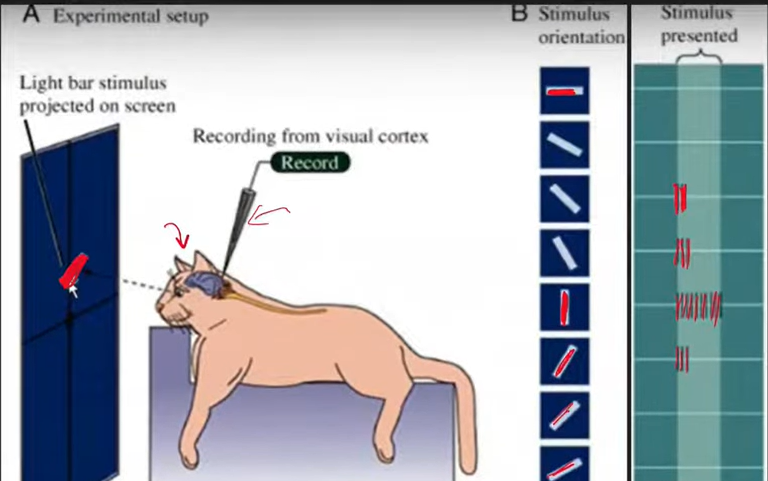 A Experimental setup
B Stimulus
orientation
Stimulus
presented
Light bar stimulus
projected on screen
Recording from visual cortex
Record